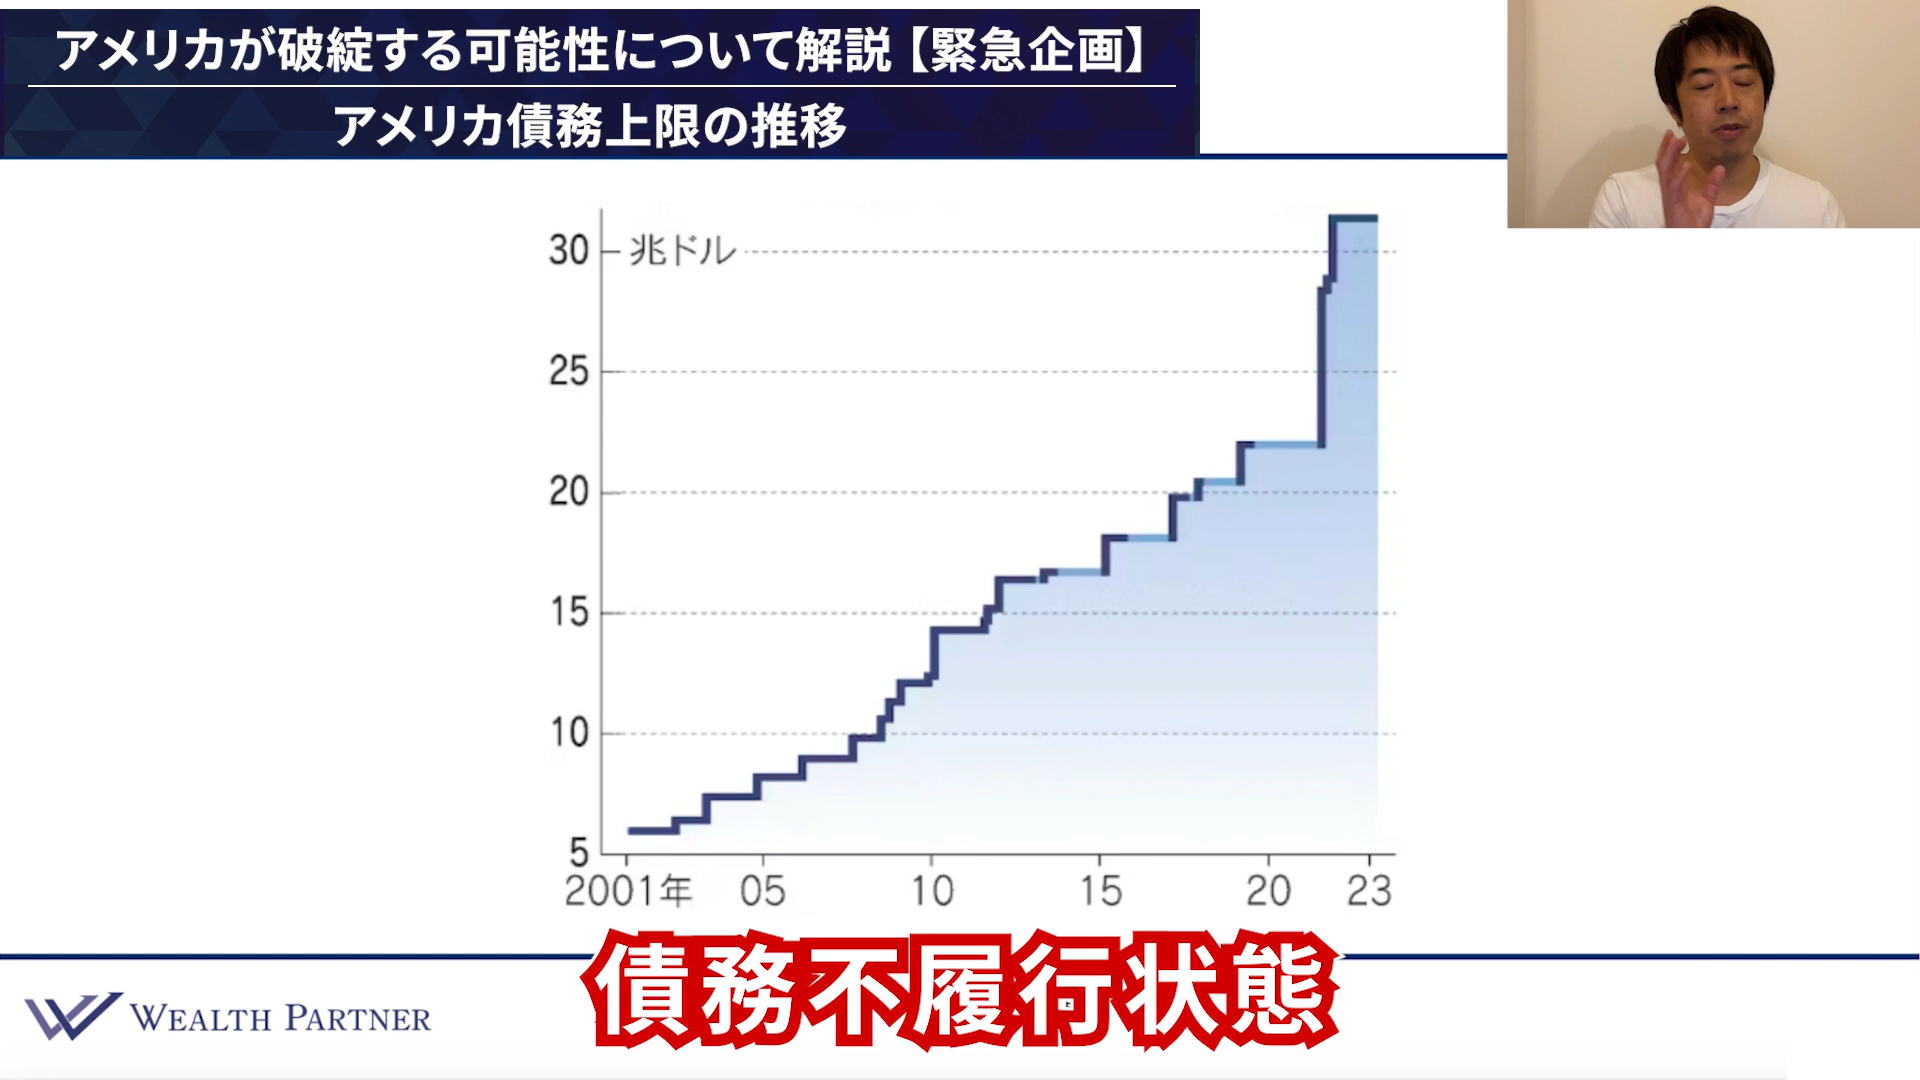 アメリカが破綻する可能性について解説【緊急企画】
アメリカ債務上限の推移
30 兆ドル
25
20
15
10
5
2001年 05 10 15 20 23
債務不履行状態
WEALTH PARTNER